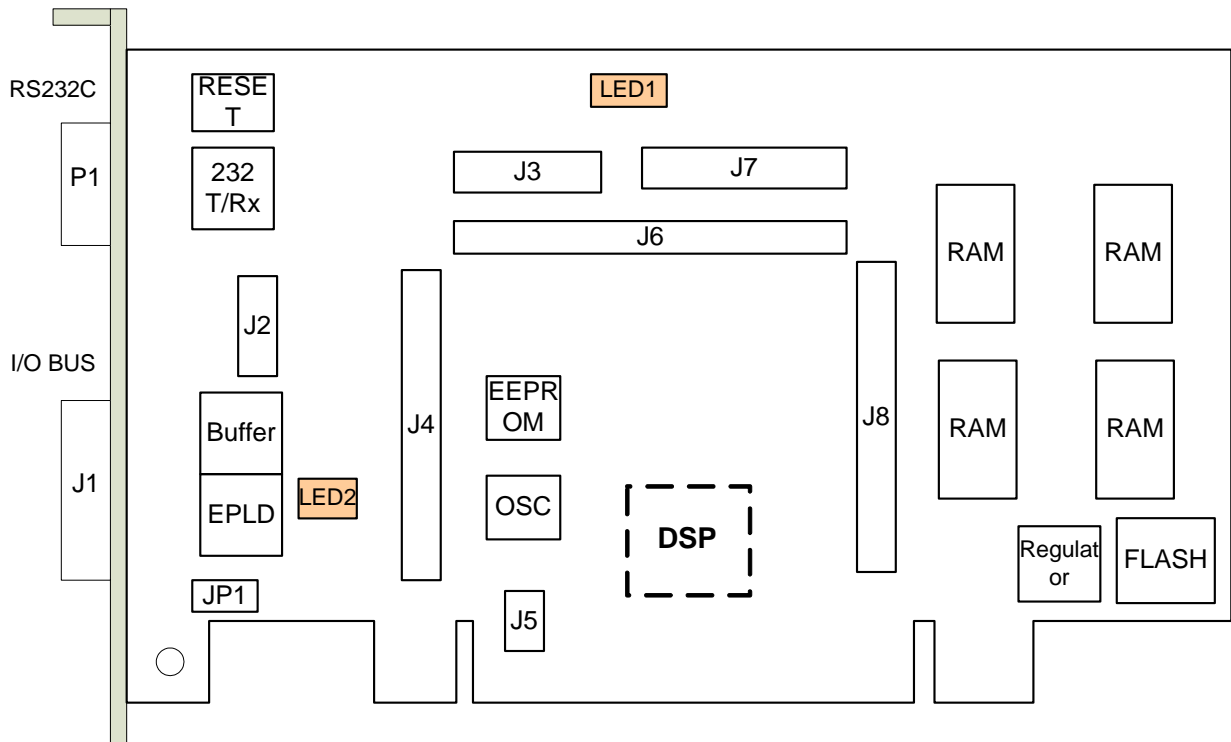 RS232C
RESE
T
LED1
P1
232
T/Rx
J3
J7
J6
RAM
RAM
J2
I/O BUS
EEPR
OM
Buffer
J4
J8
RAM
RAM
J1
LED2
EPLD
OSC
DSP
Regulat
or
FLASH
JP1
J5